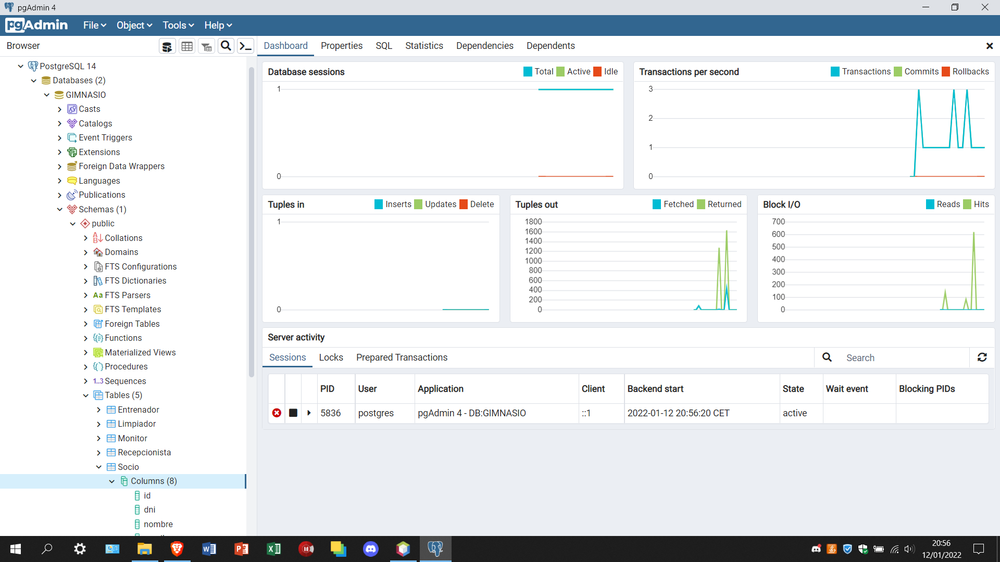 pgAdmin 4
pgAdmin File Object Tools Help
Browser
Dashboard Properties SQL Statistics Dependencies Dependents
PostgreSQL 14
Databases (2)
GIMNASIO
Casts
Catalogs
Event Triggers
Extensions
Foreign Data Wrappers
Languages
Publications
Schemas (1)
public
Collations
Domains
FTS Configurations
FTS Dictionaries
Aa FTS Parsers
FTS Templates
Foreign Tables
Functions
Materialized Views
Procedures
1..3 Sequences
Tables (5)
Entrenador
Limpiador
Monitor
Recepcionista
Socio
Columns (8)
id
dni
nombre
Database sessions Total Active Idle
1
0
Transactions per second Transactions Commits Rollbacks
3
2
1
0
Tuples in Inserts Updates Delete
1
0
Tuples out Fetched Returned
1800
1600
1400
1200
1000
800
600
400
200
0
Block I/O Reads Hits
700
600
500
400
300
200
100
0
Server activity
Sessions Locks Prepared Transactions Search
PID User Application Client Backend start State Wait event Blocking PIDs
5836 postgres pgAdmin 4 - DB:GIMNASIO ::1 2022-01-12 20:56:20 CET active
20:56
12/01/2022